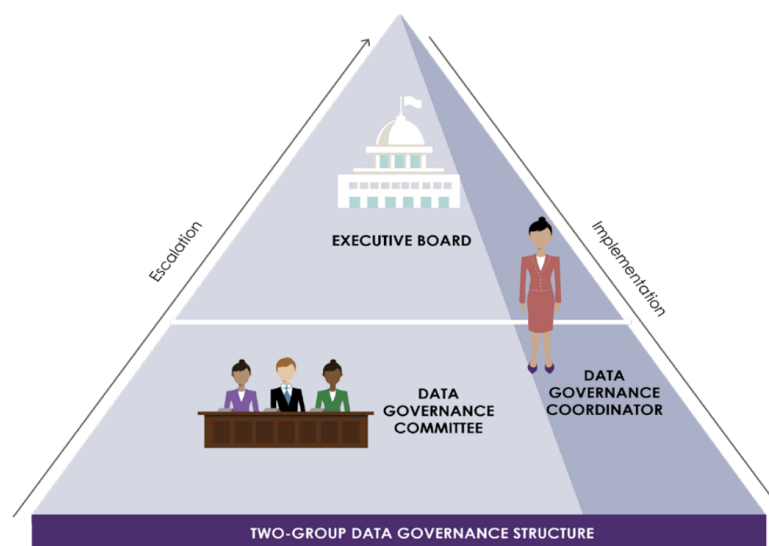 Escalation
Implementation
EXECUTIVE BOARD
DATA
GOVERNANCE
COMMITTEE
DATA
GOVERNANCE
COORDINATOR
TWO-GROUP DATA GOVERNANCE STRUCTURE